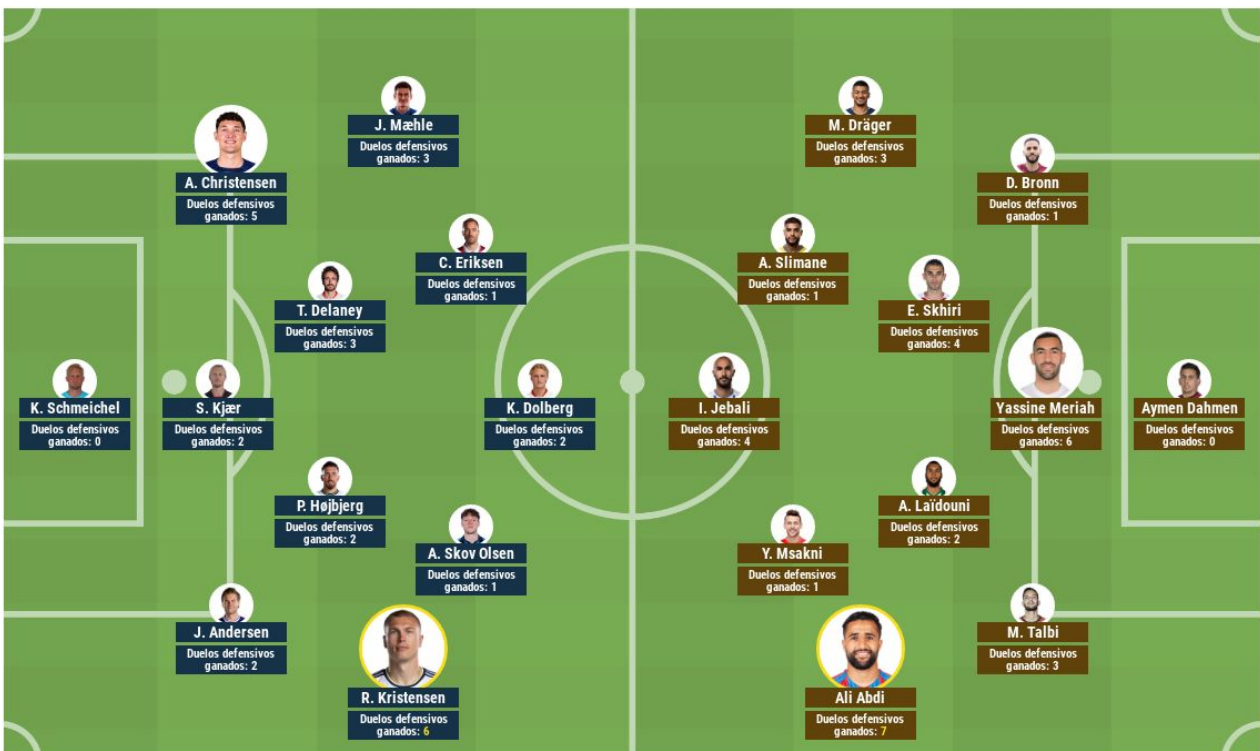 J. Mæhle
Duelos defensivos
ganados: 3
M. Dräger
Duelos defensivos
ganados: 3
A. Christensen
Duelos defensivos
ganados: 5
D. Bronn
Duelos defensivos
ganados: 1
C. Eriksen
Duelos defensivos
ganados: 1
A. Slimane
Duelos defensivos
ganados: 1
T. Delaney
Duelos defensivos
ganados: 3
E. Skhiri
Duelos defensivos
ganados: 4
K. Schmeichel
Duelos defensivos
ganados: 0
S. Kjær
Duelos defensivos
ganados: 2
K. Dolberg
Duelos defensivos
ganados: 2
I. Jebali
Duelos defensivos
ganados: 4
Yassine Meriah
Duelos defensivos
ganados: 6
Aymen Dahmen
Duelos defensivos
ganados: 0
P. Højbjerg
Duelos defensivos
ganados: 2
A. Laïdouni
Duelos defensivos
ganados: 2
A. Skov Olsen
Duelos defensivos
ganados: 1
Y. Msakni
Duelos defensivos
ganados: 1
J. Andersen
Duelos defensivos
ganados: 2
M. Talbi
Duelos defensivos
ganados: 3
R. Kristensen
Duelos defensivos
ganados: 6
Ali Abdi
Duelos defensivos
ganados: 7